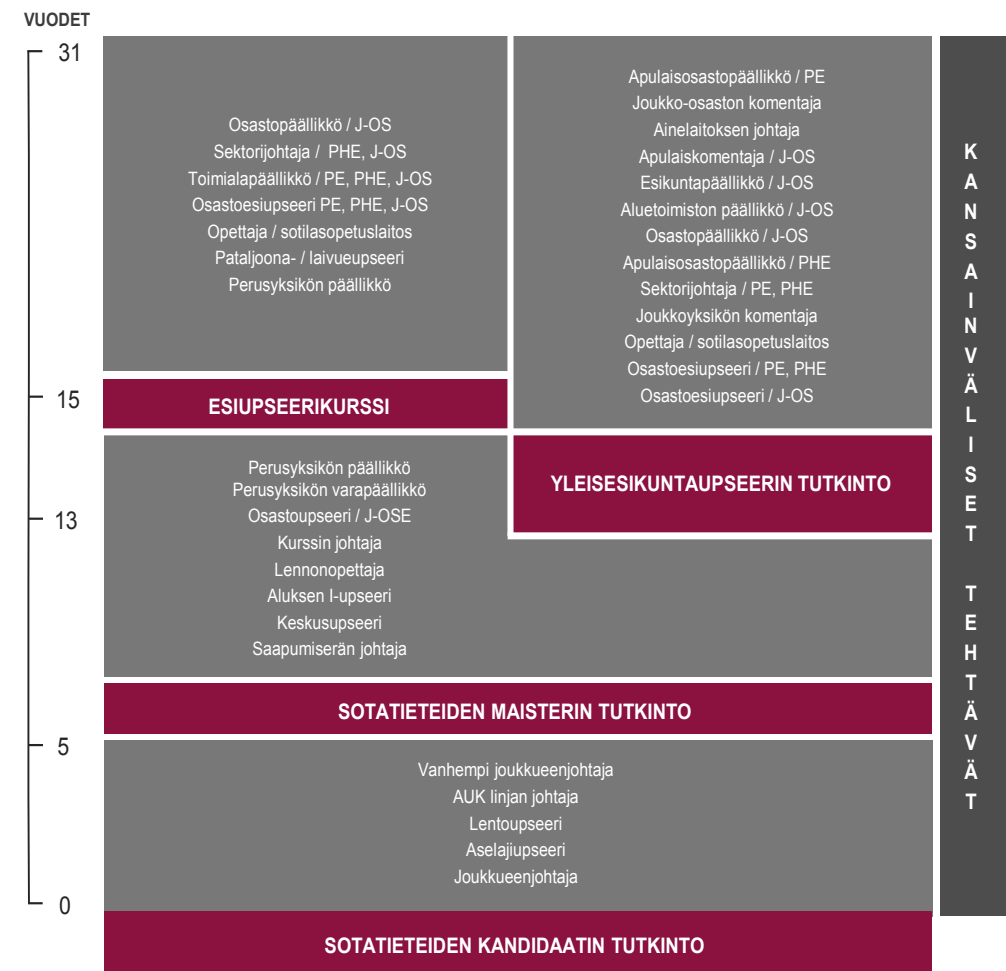 VUODET
31
Osastopäällikkö / J-OS
Sektorijohtaja / PHE, J-OS
Toimialapäällikkö / PE, PHE, J-OS
Osastoesiupseeri PE, PHE, J-OS
Opettaja / sotilasopetuslaitos
Pataljoona- / laivueupseeri
Perusyksikön päällikkö
Apulaisosastopäällikkö / PE
Joukko-osaston komentaja
Ainelaitoksen johtaja
Apulaiskomentaja / J-OS
Esikuntapäällikkö / J-OS
Aluetoimiston päällikkö / J-OS
Osastopäällikkö / J-OS
Apulaisosastopäällikkö / PHE
Sektorijohtaja / PE, PHE
Joukkoyksikön komentaja
Opettaja / sotilasopetuslaitos
Osastoesiupseeri / PE, PHE
Osastoesiupseeri / J-OS
15
ESIUPSEERIKURSSI
YLEISESIKUNTAUPSEERIN TUTKINTO
13
Perusyksikön päällikkö
Perusyksikön varapäällikkö
Osastoupseeri / J-OSE
Kurssin johtaja
Lennonopettaja
Aluksen I-upseeri
Keskusupseeri
Saapumiserän johtaja
SOTATIETEIDEN MAISTERIN TUTKINTO
5
Vanhempi joukkueenjohtaja
AUK linjan johtaja
Lentoupseeri
Aselajiupseeri
Joukkueenjohtaja
0
SOTATIETEIDEN KANDIDAATIN TUTKINTO
KANSAINVÄLISET TEHTÄVÄT